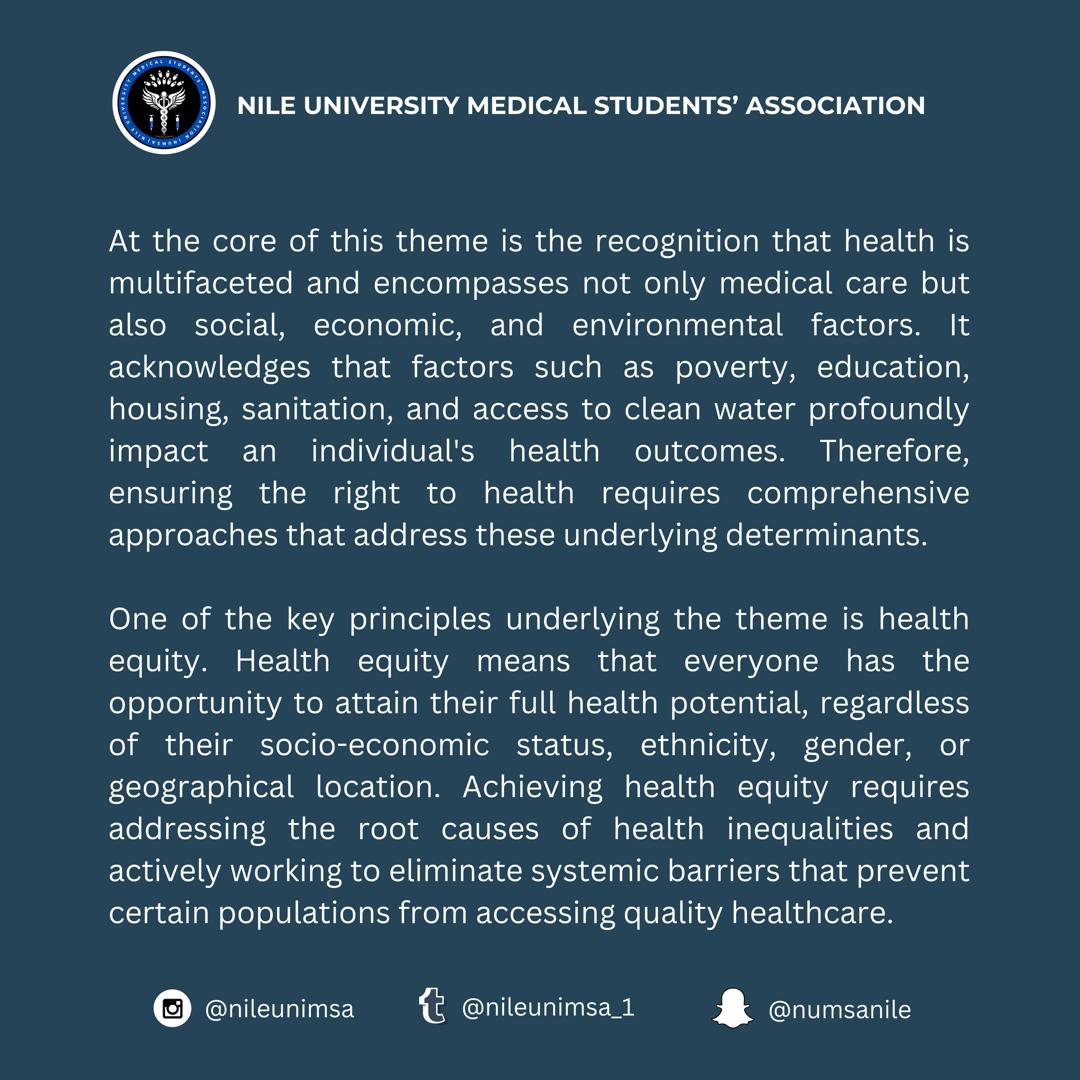 UNIVERSITY MEDICAL STUDENTS' ASSOCIATION (NUMSA) NILE
NILE UNIVERSITY MEDICAL STUDENTS’ ASSOCIATION
At the core of this theme is the recognition that health is
multifaceted and encompasses not only medical care but
also social, economic, and environmental factors. It
acknowledges that factors such as poverty, education,
housing, sanitation, and access to clean water profoundly
impact an individual's health outcomes. Therefore,
ensuring the right to health requires comprehensive
approaches that address these underlying determinants.
One of the key principles underlying the theme is health
equity. Health equity means that everyone has the
opportunity to attain their full health potential, regardless
of their socio-economic status, ethnicity, gender, or
geographical location. Achieving health equity requires
addressing the root causes of health inequalities and
actively working to eliminate systemic barriers that prevent
certain populations from accessing quality healthcare.
@nileunimsa
@nileunimsa_1
@numsanile